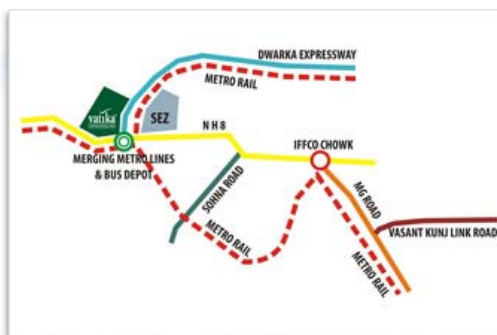 DWARKA EXPRESSWAY
METRO RAIL
vatika
SEZ
N H 8
MERGING METRO LINES
& BUS DEPOT
IFFCO CHOWK
SOHNA ROAD
METRO RAIL
MG ROAD
VASANT KUNJ LINK ROAD
METRO RAIL